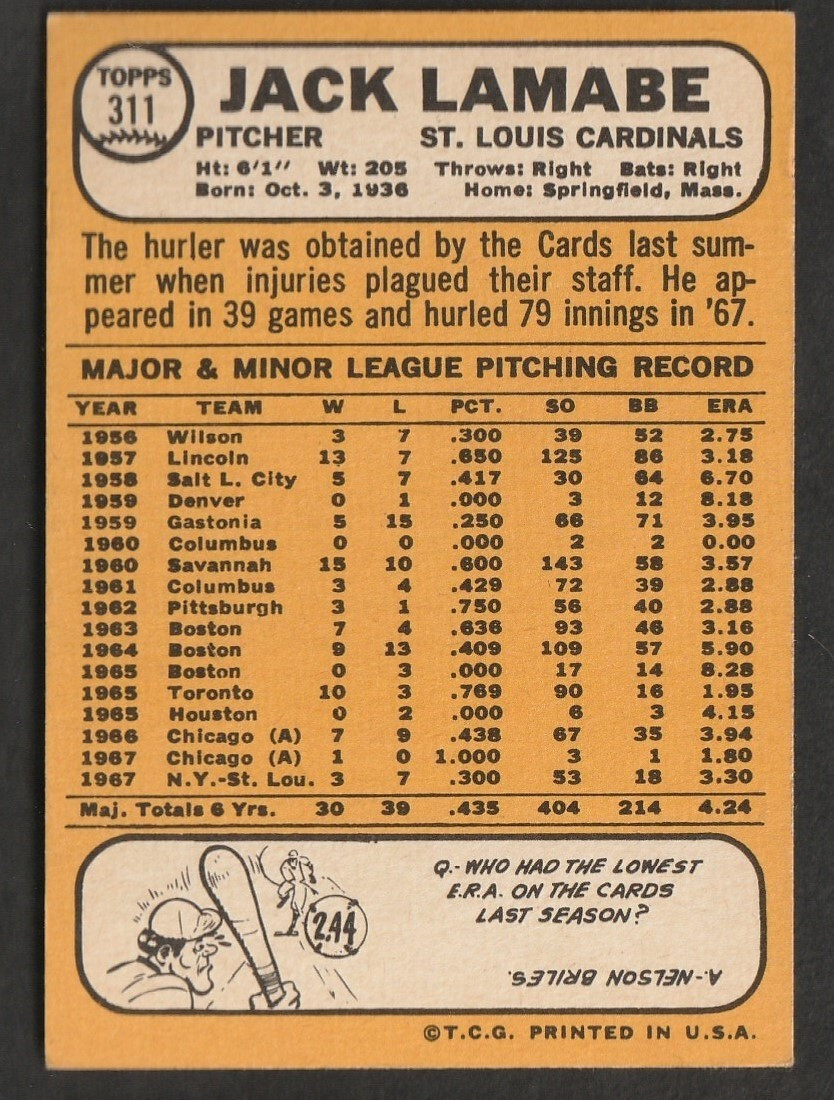 TOPPS
311
JACK LAMABE
PITCHER ST. LOUIS CARDINALS
Ht: 6'1" Wt: 205 Throws: Right Bats: Right
Born: Oct. 3, 1936 Home: Springfield, Mass.
The hurler was obtained by the Cards last sum-
mer when injuries plagued their staff. He ap-
peared in 39 games and hurled 79 innings in '67.
MAJOR & MINOR LEAGUE PITCHING RECORD
YEAR TEAM W L PCT. SO BB ERA
1956 Wilson 3 7 .300 39 52 2.75
1957 Lincoln 13 7 .650 125 86 3.18
1958 Salt L. City 5 7 .417 30 64 6.70
1959 Denver 0 1 .000 3 12 8.18
1959 Gastonia 5 15 .250 66 71 3.95
1960 Columbus 0 0 .000 2 2 0.00
1960 Savannah 15 10 .600 143 58 3.57
1961 Columbus 3 4 .429 72 39 2.88
1962 Pittsburgh 3 1 .750 56 40 2.88
1963 Boston 7 4 .636 93 46 3.16
1964 Boston 9 13 .409 109 57 5.90
1965 Boston 0 3 .000 17 14 8.28
1965 Toronto 10 3 .769 90 16 1.95
1965 Houston 0 2 .000 6 3 4.15
1966 Chicago (A) 7 9 .438 67 35 3.94
1967 Chicago (A) 1 0 1.000 3 1 1.80
1967 N.Y.-St. Lou. 3 7 .300 53 18 3.30
Maj. Totals 6 Yrs. 30 39 .435 404 214 4.24
Q.- WHO HAD THE LOWEST
E.R.A. ON THE CARDS
LAST SEASON?
2.44
A.-NELSON BRILES.
©T.C.G. PRINTED IN U.S.A.